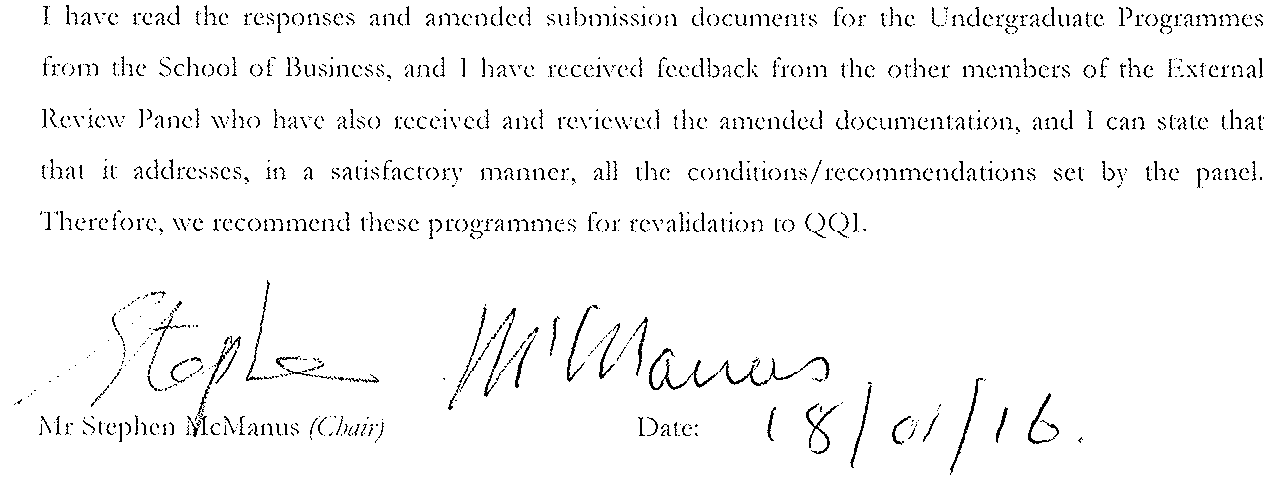 I have read the responses and amended submission documents for the Undergraduate Programmes
from the School of Business, and I have received feedback from the other members of the External
Review Panel who have also received and reviewed the amended documentation, and I can state that
that it addresses, in a satisfactory manner, all the conditions/recommendations set by the panel.
Therefore, we recommend these programmes for revalidation to QQI.
Stephen McManus
Mr Stephen McManus (Chair) Date: 18/01/16.